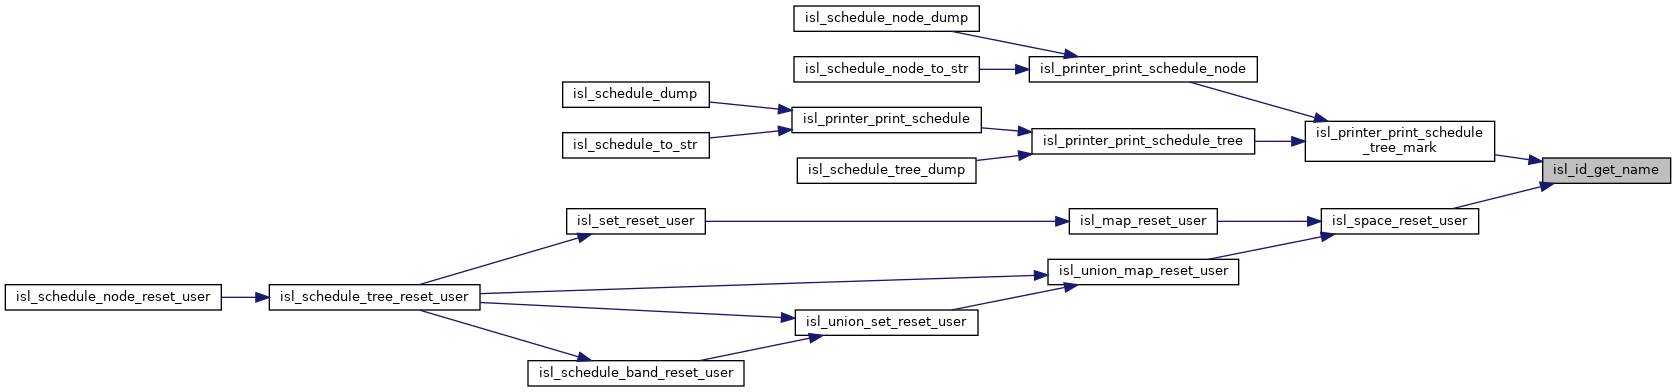 isl_schedule_node_dump
isl_schedule_node_to_str
isl_printer_print_schedule_node
isl_schedule_dump
isl_printer_print_schedule
isl_schedule_to_str
isl_printer_print_schedule_tree
isl_schedule_tree_dump
isl_printer_print_schedule
_tree_mark
isl_id_get_name
isl_set_reset_user
isl_map_reset_user
isl_space_reset_user
isl_union_map_reset_user
isl_schedule_node_reset_user
isl_schedule_tree_reset_user
isl_union_set_reset_user
isl_schedule_band_reset_user